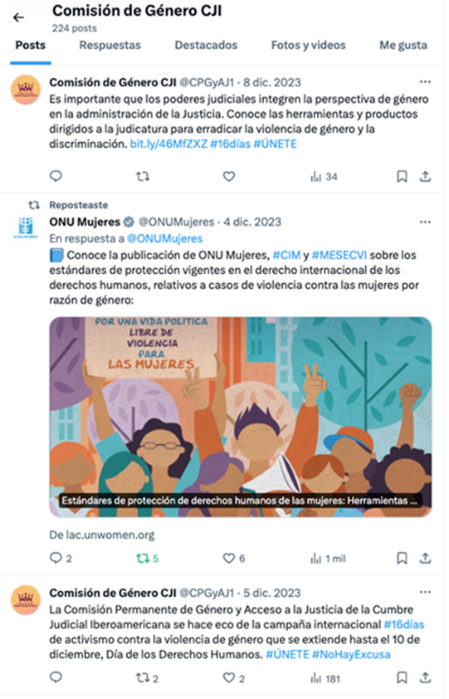 Comisión de Género CJI
224 posts
Posts Respuestas Destacados Fotos y videos Me gusta
Comisión de Género CJI @CPGyAJ1 · 8 dic. 2023
Es importante que los poderes judiciales integren la perspectiva de género
en la administración de la Justicia. Conoce las herramientas y productos
dirigidos a la judicatura para erradicar la violencia de género y la
discriminación. bit.ly/46MfZXZ #16días #ÚNETE
34
Reposteaste
ONU Mujeres @ONUMujeres · 4 dic. 2023
En respuesta a @ONUMujeres
Conoce la publicación de ONU Mujeres, #CIM y #MESECVI sobre los
estándares de protección vigentes en el derecho internacional de los
derechos humanos, relativos a casos de violencia contra las mujeres por
razón de género:
POR UNA VIDA POLÍTICA
LIBRE DE
VIOLENCIA
PARA
LAS MUJERES
Estándares de protección de derechos humanos de las mujeres: Herramientas ...
De lac.unwomen.org
2 5 6 1 mil
Comisión de Género CJI @CPGyAJ1 · 5 dic. 2023
La Comisión Permanente de Género y Acceso a la Justicia de la Cumbre
Judicial Iberoamericana se hace eco de la campaña internacional #16días
de activismo contra la violencia de género que se extiende hasta el 10 de
diciembre, Día de los Derechos Humanos. #ÚNETE #NoHayExcusa
2 2 181